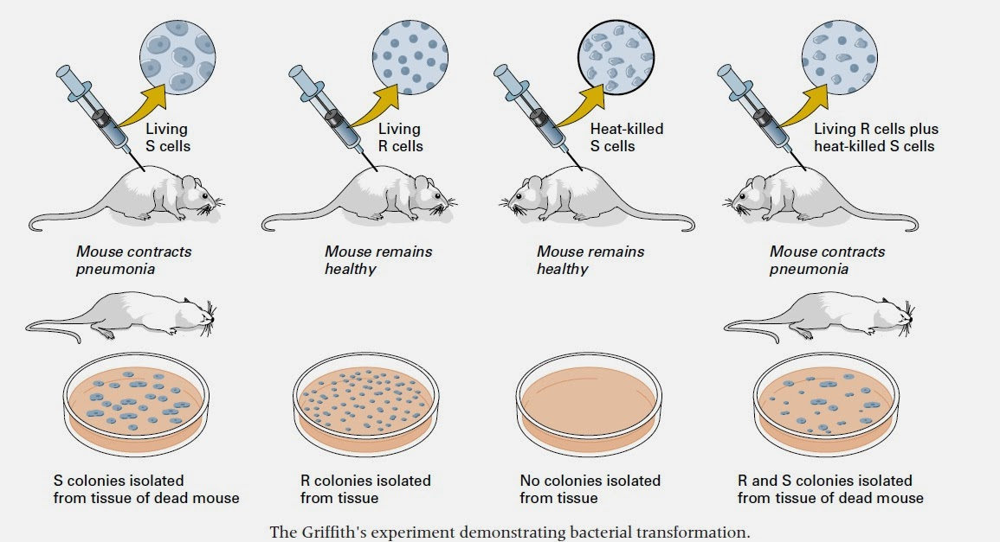 Living
S cells
Living
R cells
Heat-killed
S cells
Living R cells plus
heat-killed S cells
Mouse contracts
pneumonia
Mouse remains
healthy
Mouse remains
healthy
Mouse contracts
pneumonia
S colonies isolated
from tissue of dead mouse
R colonies isolated
from tissue
No colonies isolated
from tissue
R and S colonies isolated
from tissue of dead mouse
The Griffith's experiment demonstrating bacterial transformation.